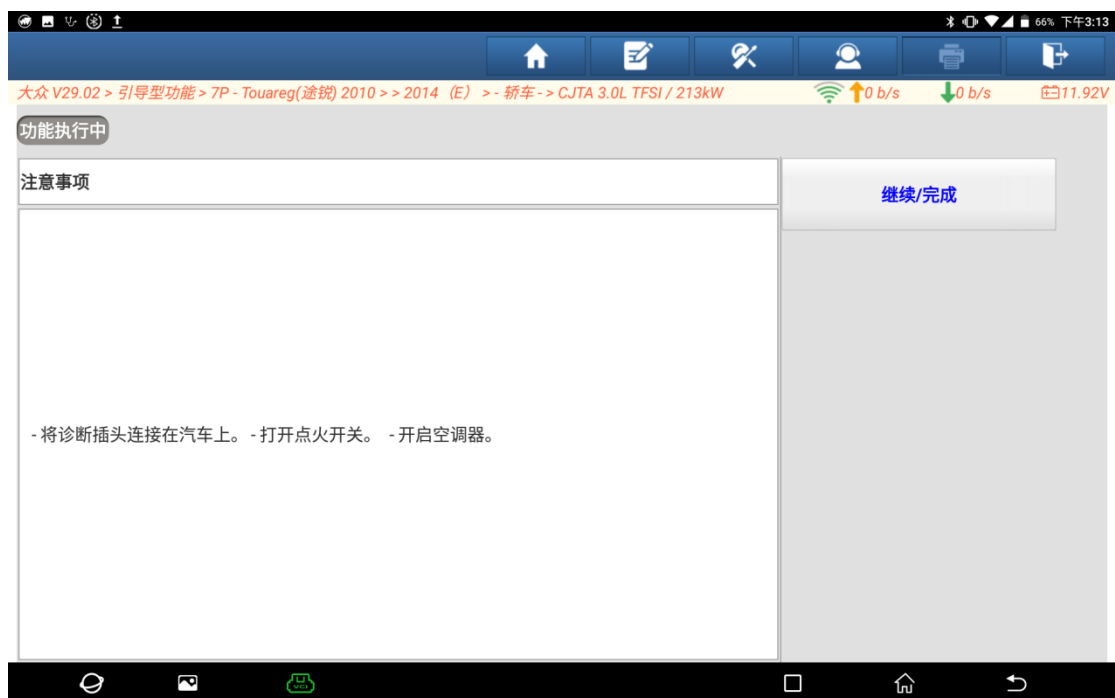 66% 下午3:13
大众 V29.02 > 引导型功能 > 7P - Touareg(途锐) 2010 > > 2014（E） > - 轿车 - > CJTA 3.0L TFSI / 213kW 0 b/s 0 b/s 11.92V
功能执行中
注意事项
继续/完成
- 将诊断插头连接在汽车上。 - 打开点火开关。 - 开启空调器。
VCI